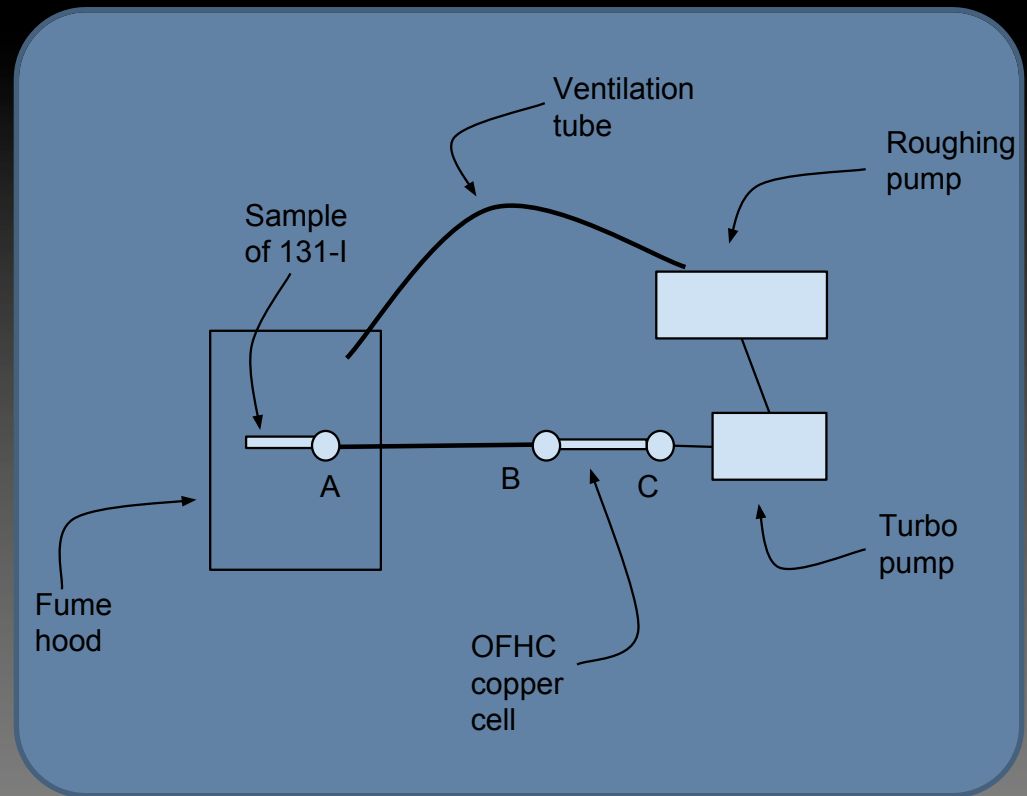 Ventilation
tube
Roughing
pump
Sample
of 131-I
A
B
C
Turbo
pump
Fume
hood
OFHC
copper
cell